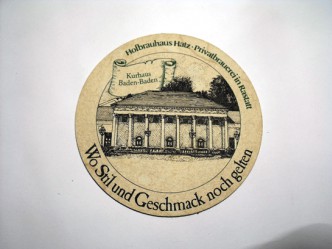 Hofbrauhaus Hatz · Privatbrauerei in Rastatt
Kurhaus
Baden-Baden
Wo Stil und Geschmack noch gelten